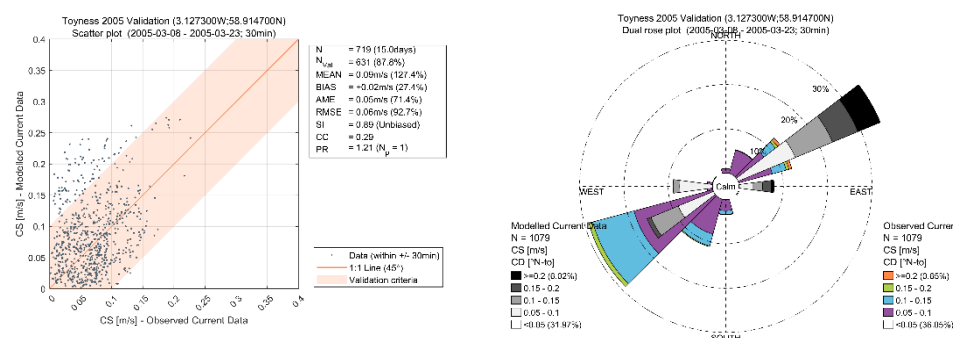 Toyness 2005 Validation (3.127300W;58.914700N)
Scatter plot (2005-03-08 - 2005-03-23; 30min)
CS [m/s] - Modelled Current Data
0.4
0.35
0.3
0.25
0.2
0.15
0.1
0.05
0
0
0.05
0.1
0.15
0.2
0.25
0.3
0.35
0.4
CS [m/s] - Observed Current Data
N = 719 (15.0days)
N_Val = 631 (87.8%)
MEAN = 0.09m/s (127.4%)
BIAS = +0.02m/s (27.4%)
AME = 0.05m/s (71.4%)
RMSE = 0.06m/s (92.7%)
SI = 0.89 (Unbiased)
CC = 0.29
PR = 1.21 (N_p = 1)
Data (within +/- 30min)
1:1 Line (45°)
Validation criteria
Toyness 2005 Validation (3.127300W;58.914700N)
Dual rose plot (2005-03-08 - 2005-03-23; 30min)
NORTH
30%
20%
10%
WEST
Calm
EAST
SOUTH
Modelled Current Data
N = 1079
CS [m/s]
CD [°N-to]
0.15 - 0.2
0.1 - 0.15
0.05 - 0.1
<0.05 (31.97%)
Observed Current
N = 1079
CS [m/s]
CD [°N-to]
>=0.2 (0.65%)
0.15 - 0.2
0.1 - 0.15
0.05 - 0.1
<0.05 (36.05%)